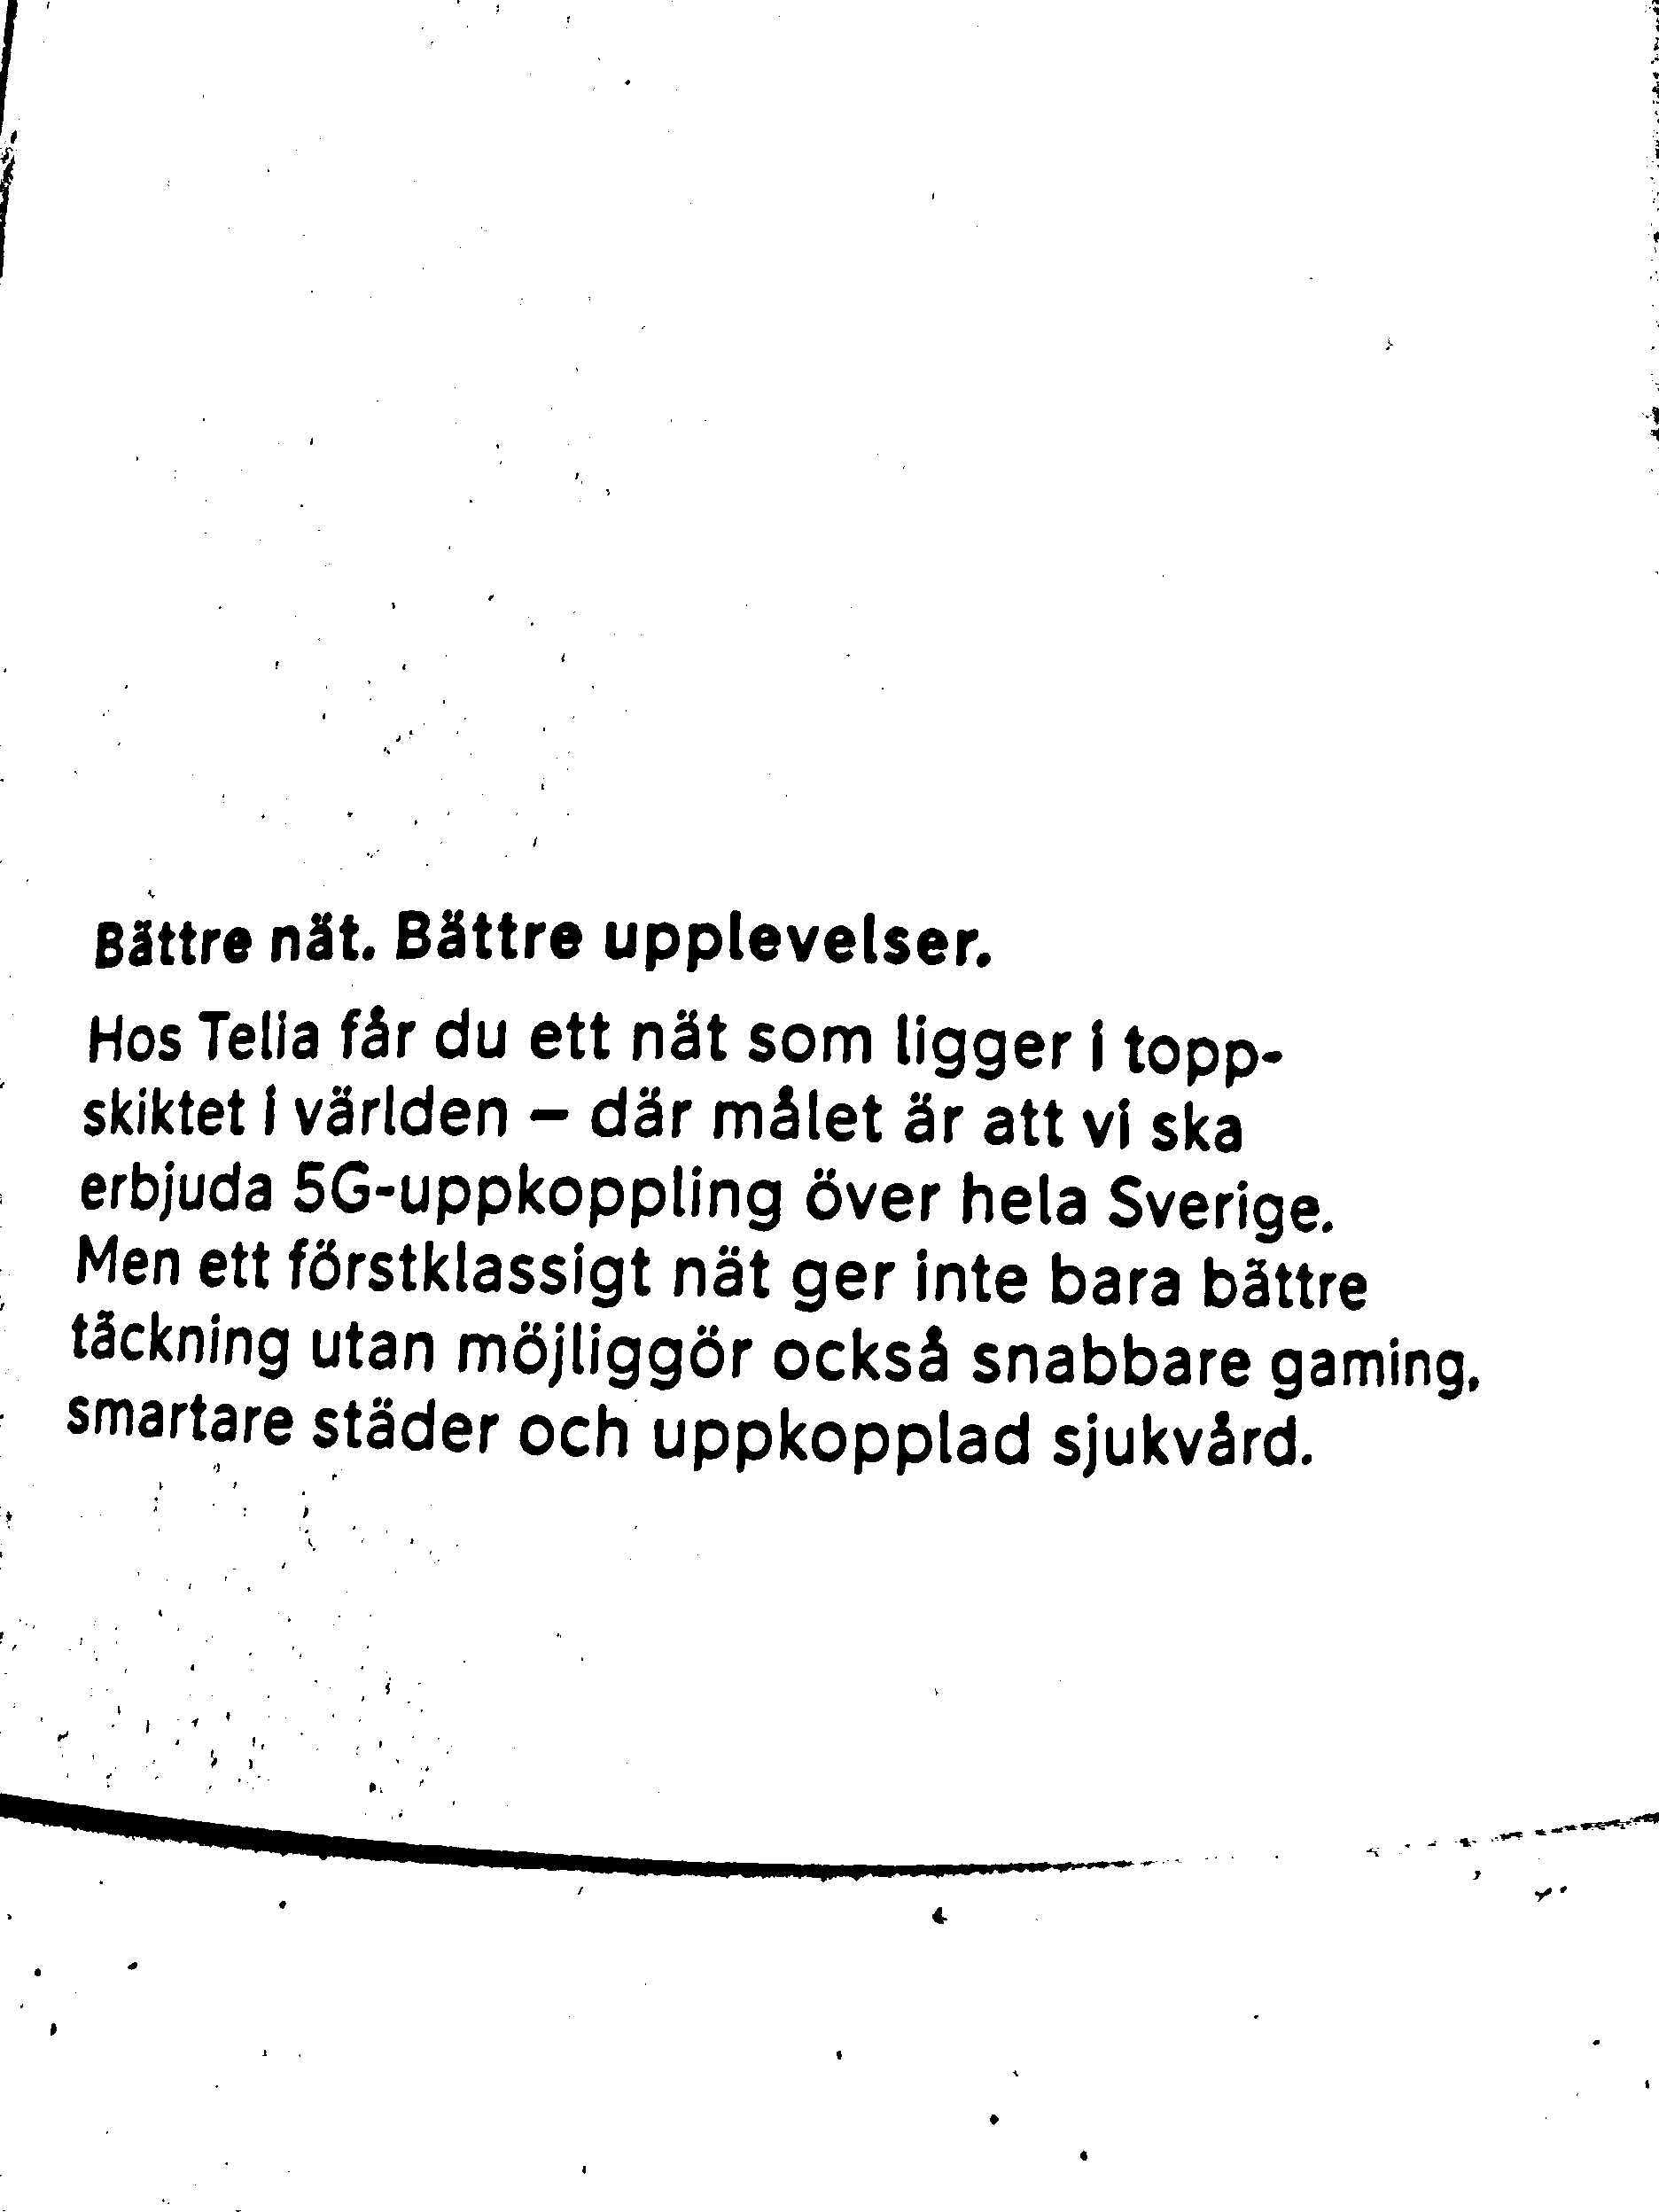 Bättre nät. Bättre upplevelser.
Hos Telia får du ett nät som ligger i topp-
skiktet i världen – där målet är att vi ska
erbjuda 5G-uppkoppling över hela Sverige.
Men ett förstklassigt nät ger inte bara bättre
täckning utan möjliggör också snabbare gaming,
smartare städer och uppkopplad sjukvård.